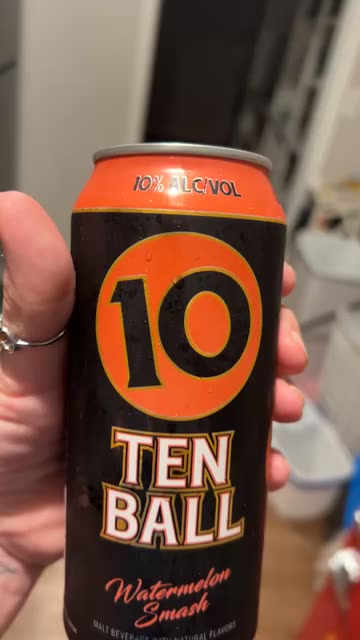 10% ALC/VOL
10
TEN
BALL
Watermelon
Smash
MALT BEVERAGE WITH NATURAL FLAVORS